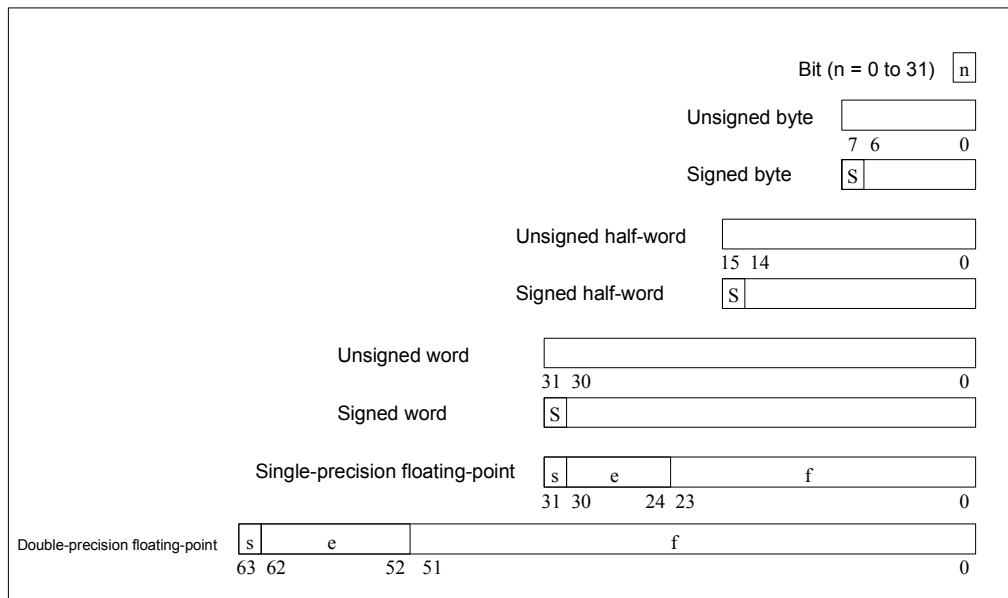 Bit (n = 0 to 31) n
Unsigned byte
7 6 0
Signed byte S
Unsigned half-word
15 14 0
Signed half-word S
Unsigned word
31 30 0
Signed word S
Single-precision floating-point s e f
31 30 24 23 0
Double-precision floating-point s e f
63 62 52 51 0